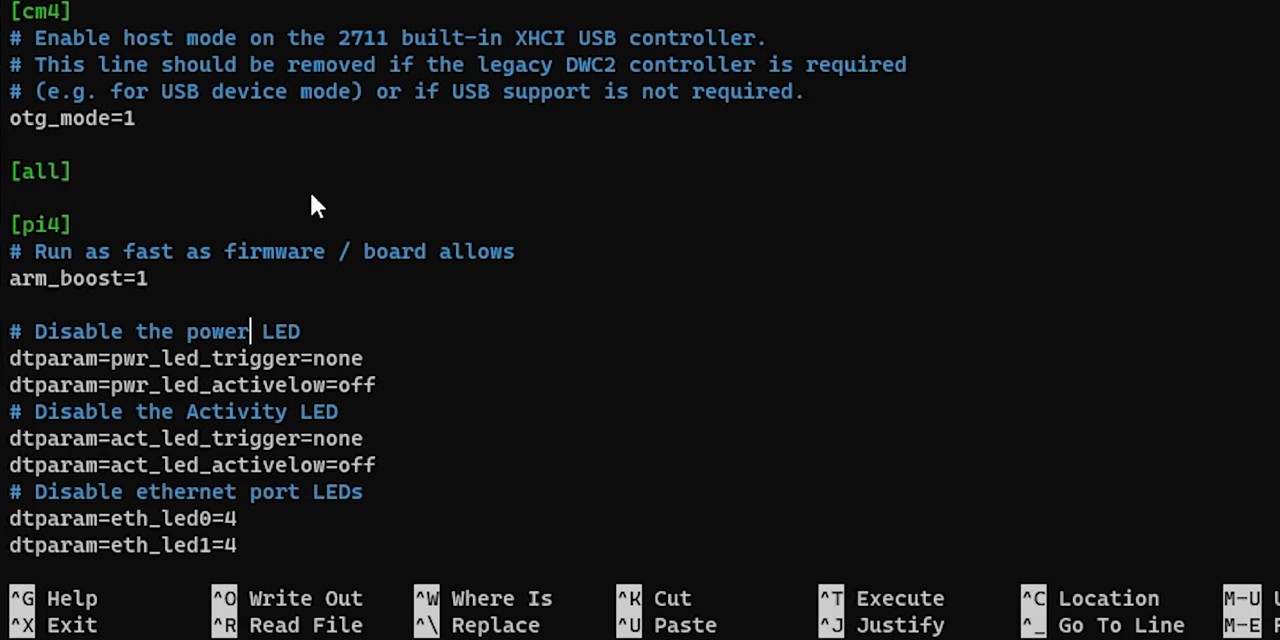 [cm4]
# Enable host mode on the 2711 built-in XHCI USB controller.
# This line should be removed if the legacy DWC2 controller is required
# (e.g. for USB device mode) or if USB support is not required.
otg_mode=1
[all]
[pi4]
# Run as fast as firmware / board allows
arm_boost=1
# Disable the power LED
dtparam=pwr_led_trigger=none
dtparam=pwr_led_activelow=off
# Disable the Activity LED
dtparam=act_led_trigger=none
dtparam=act_led_activelow=off
# Disable ethernet port LEDs
dtparam=eth_led0=4
dtparam=eth_led1=4
^G Help ^O Write Out ^W Where Is ^K Cut ^T Execute ^C Location M-U
^X Exit ^R Read File ^\ Replace ^U Paste ^J Justify ^_ Go To Line M-E